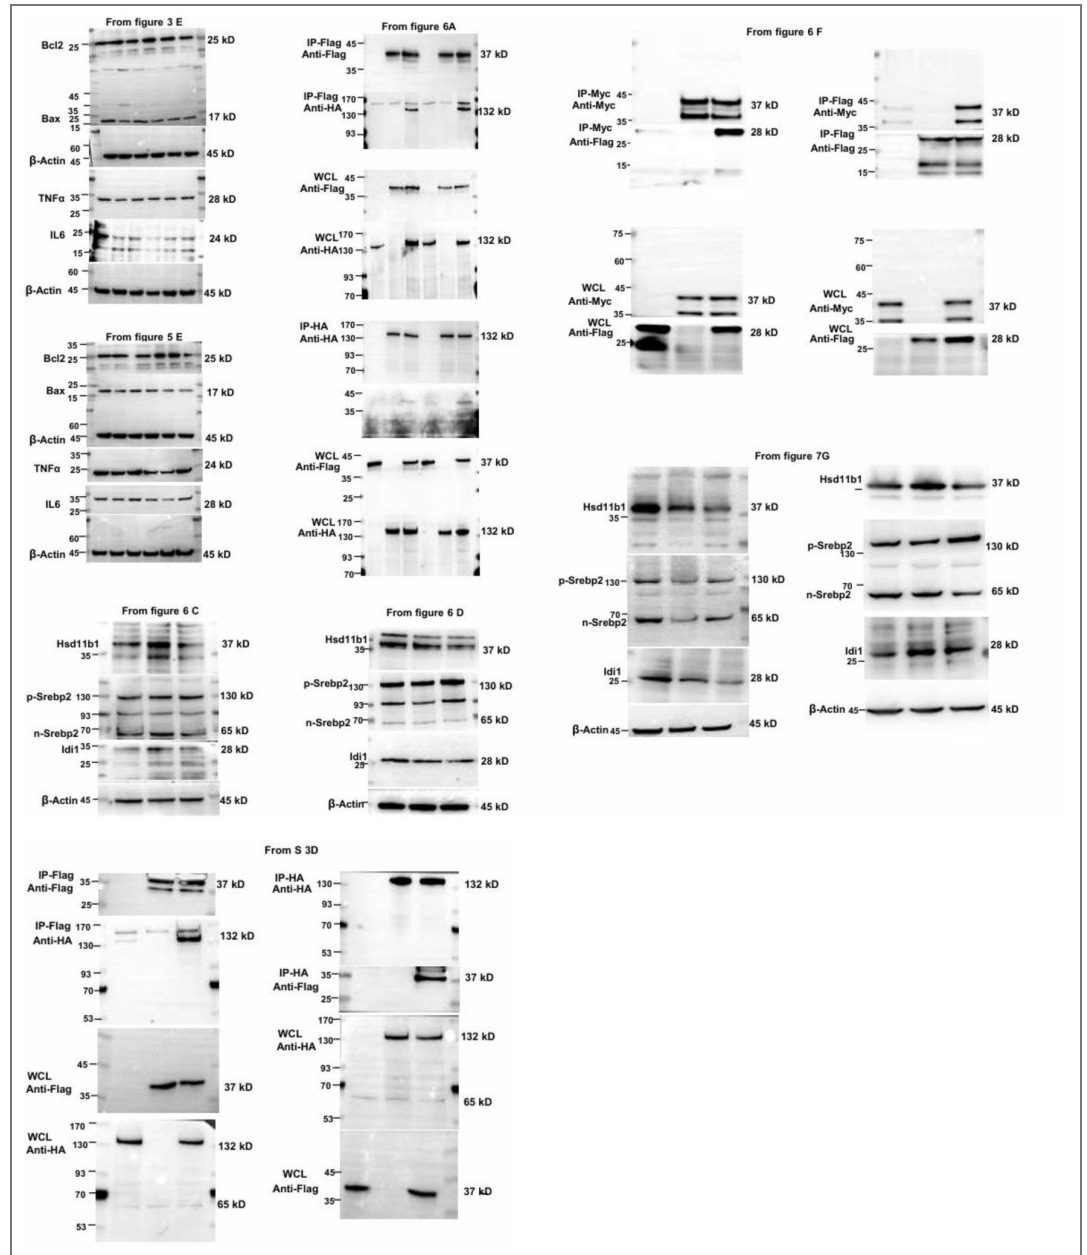 From figure 3 E
Bcl2 25 25 kD
45
35
Bax 25 17 kD
15
60
β-Actin 45 45 kD
TNFα 35 28 kD
25
IL6 25 24 kD
15
60
β-Actin 45 45 kD
From figure 5 E
35
Bcl2 25 25 kD
Bax 25 17 kD
15
60
β-Actin 45 45 kD
TNFα 35 24 kD
25
35 28 kD
IL6 25
60
β-Actin 45 45 kD
From figure 6 C
Hsd11b1 37 kD
35
p-Srebp2 130 130 kD
93
n-Srebp2 70 65 kD
60
Idi1 35 28 kD
25
β-Actin 45 45 kD
From figure 6A
IP-Flag 45
Anti-Flag 37 kD
35
IP-Flag 170
Anti-HA 130 132 kD
93
WCL
Anti-Flag 45
35
WCL 170
Anti-HA 130 132 kD
93
70
IP-HA 170
Anti-HA 130 132 kD
93
70
45
35
WCL 45 37 kD
Anti-Flag 35
25
WCL 170
Anti-HA 130 132 kD
93
70
From figure 6 D
Hsd11b1
35 37 kD
p-Srebp2 130 130 kD
93
n-Srebp2 70 65 kD
Idi1 28 kD
25
β-Actin 45 kD
From figure 6 F
IP-Myc 45
Anti-Myc 37 kD
35
IP-Myc 28 kD
Anti-Flag 25
15
IP-Flag 45
Anti-Myc 37 kD
35
IP-Flag 28 kD
Anti-Flag 25
15
75
60
WCL 45
Anti-Myc 37 kD
35
WCL 28 kD
Anti-Flag
25
75
60
WCL 45
Anti-Myc 37 kD
35
WCL
Anti-Flag 28 kD
25
From figure 7G
Hsd11b1 37 kD
35
p-Srebp2 130 130 kD
70
n-Srebp2 65 kD
Idi1 28 kD
25
β-Actin 45 45 kD
Hsd11b1 37 kD
p-Srebp2 130 kD
130
70
n-Srebp2 65 kD
Idi1 28 kD
25
β-Actin 45 45 kD
From S 3D
IP-Flag 35 37 kD
Anti-Flag
25
IP-Flag 170
Anti-HA 130 132 kD
93
70
53
45
WCL
Anti-Flag 37 kD
35
170
WCL 130 132 kD
Anti-HA
93
70
65 kD
53
IP-HA 130 132 kD
Anti-HA
93
70
53
IP-HA 35 37 kD
Anti-Flag
25
170
WCL 130 132 kD
Anti-HA
93
70
65 kD
53
45
WCL
Anti-Flag 37 kD
35